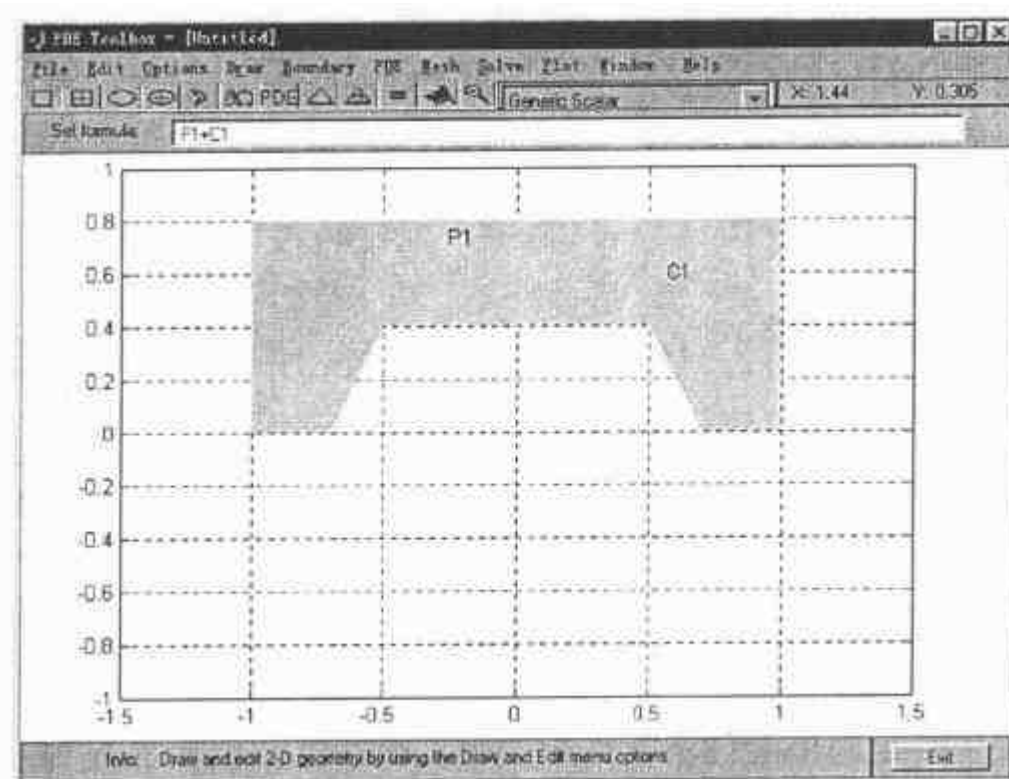 PDE Toolbox - [Untitled]
File Edit Options Draw Boundary PDE Mesh Solve Plot Window Help
PDE = Generic Scalar X: 1.44 Y: 0.305
Set formula: P1+C1
1
0.8
P1
0.6
C1
0.4
0.2
0
-0.2
-0.4
-0.6
-0.8
-1
-1.5 -1 -0.5 0 0.5 1 1.5
Info: Draw and edit 2-D geometry by using the Draw and Edit menu options. Exit